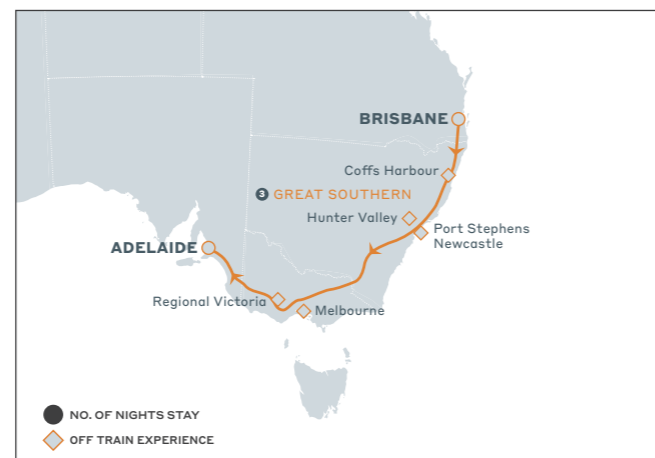 BRISBANE
Coffs Harbour
3 GREAT SOUTHERN
Hunter Valley
Port Stephens
Newcastle
ADELAIDE
Regional Victoria
Melbourne
NO. OF NIGHTS STAY
OFF TRAIN EXPERIENCE